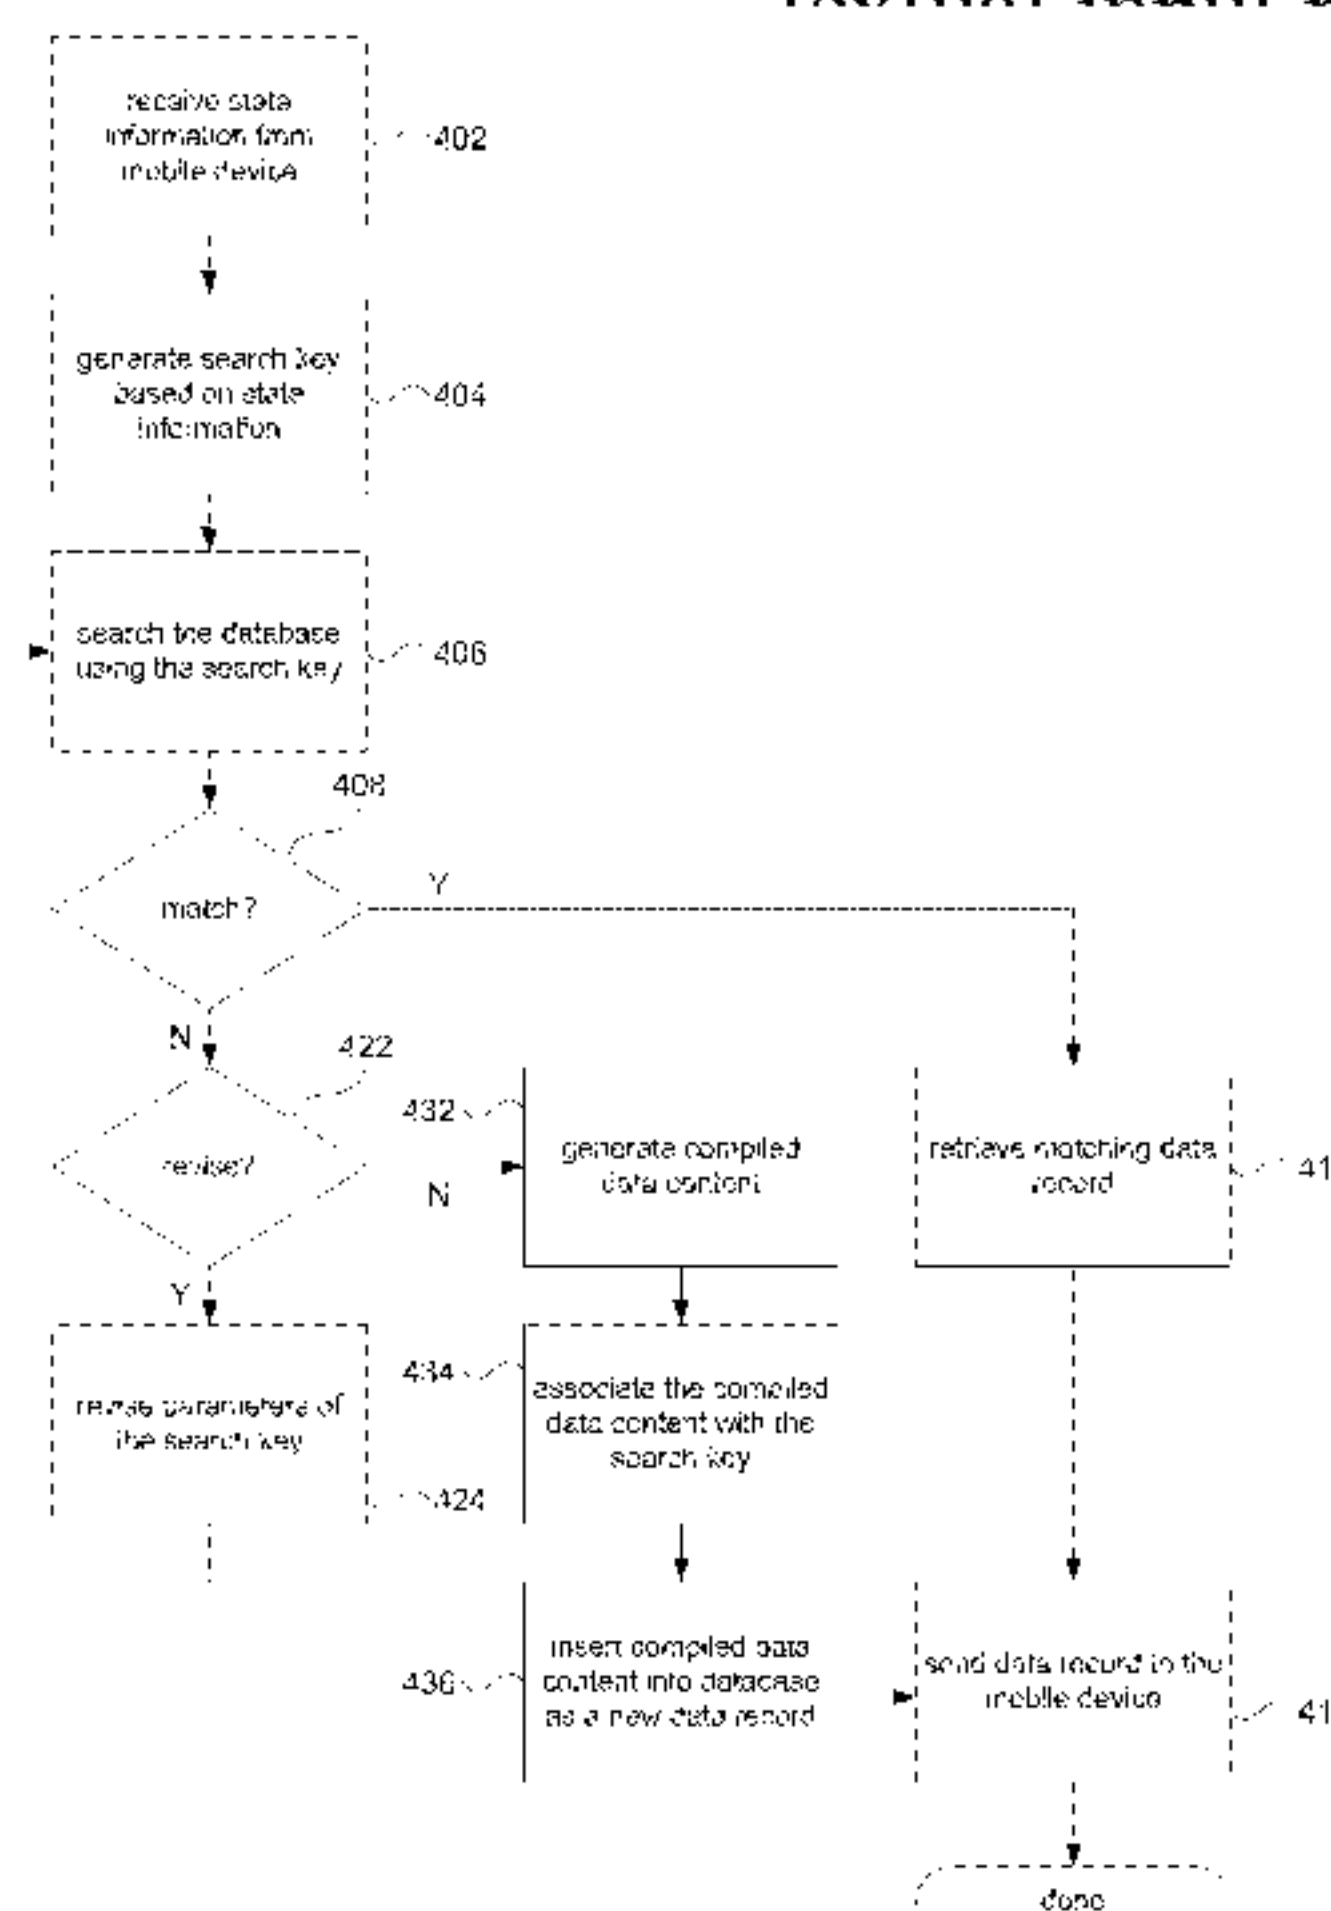 receive state
information from
mobile device
402
generate search key
based on state
information
404
search the database
using the search key
406
408
match?
Y
N
422
revise?
N
Y
432
generate compiled
data content
retrieve matching data
record
41
revise parameters of
the search key
424
434
associate the compiled
data content with the
search key
436
insert compiled data
content into database
as a new data record
send data record to the
mobile device
41
done